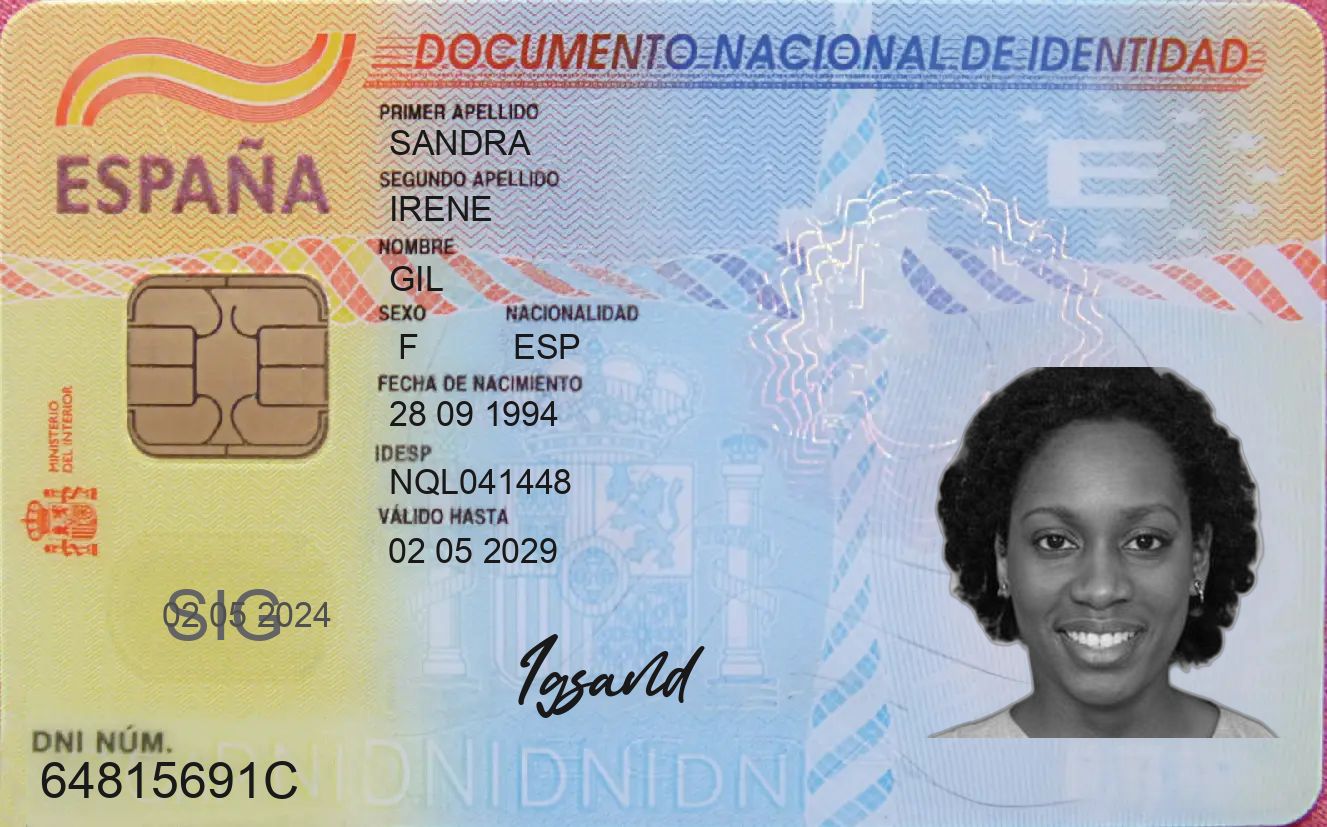 DOCUMENTO NACIONAL DE IDENTIDAD
ESPAÑA
PRIMER APELLIDO
SANDRA
SEGUNDO APELLIDO
IRENE
NOMBRE
GIL
SEXO NACIONALIDAD
F ESP
FECHA DE NACIMIENTO
28 09 1994
IDESP
NQL041448
VÁLIDO HASTA
02 05 2029
MINISTERIO
DEL INTERIOR
E
SIG
02 05 2024
Igsarld
DNI NÚM.
64815691C
DNIDNIDNIDNI